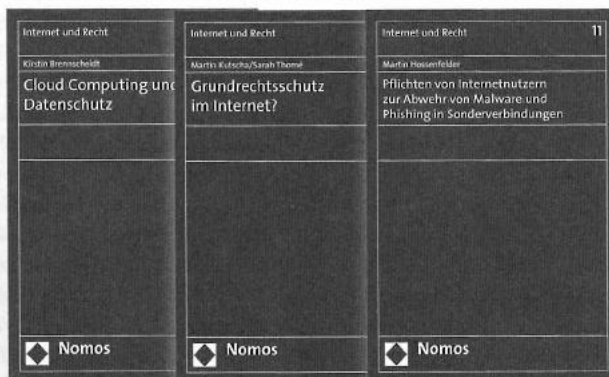 Internet und Recht
Kirstin Brennscheidt
Cloud Computing und
Datenschutz
Nomos
Internet und Recht
Martin Kutscha/Sarah Thomé
Grundrechtsschutz
im Internet?
Nomos
Internet und Recht 11
Martin Hossenfelder
Pflichten von Internetnutzern
zur Abwehr von Malware und
Phishing in Sonderverbindungen
Nomos